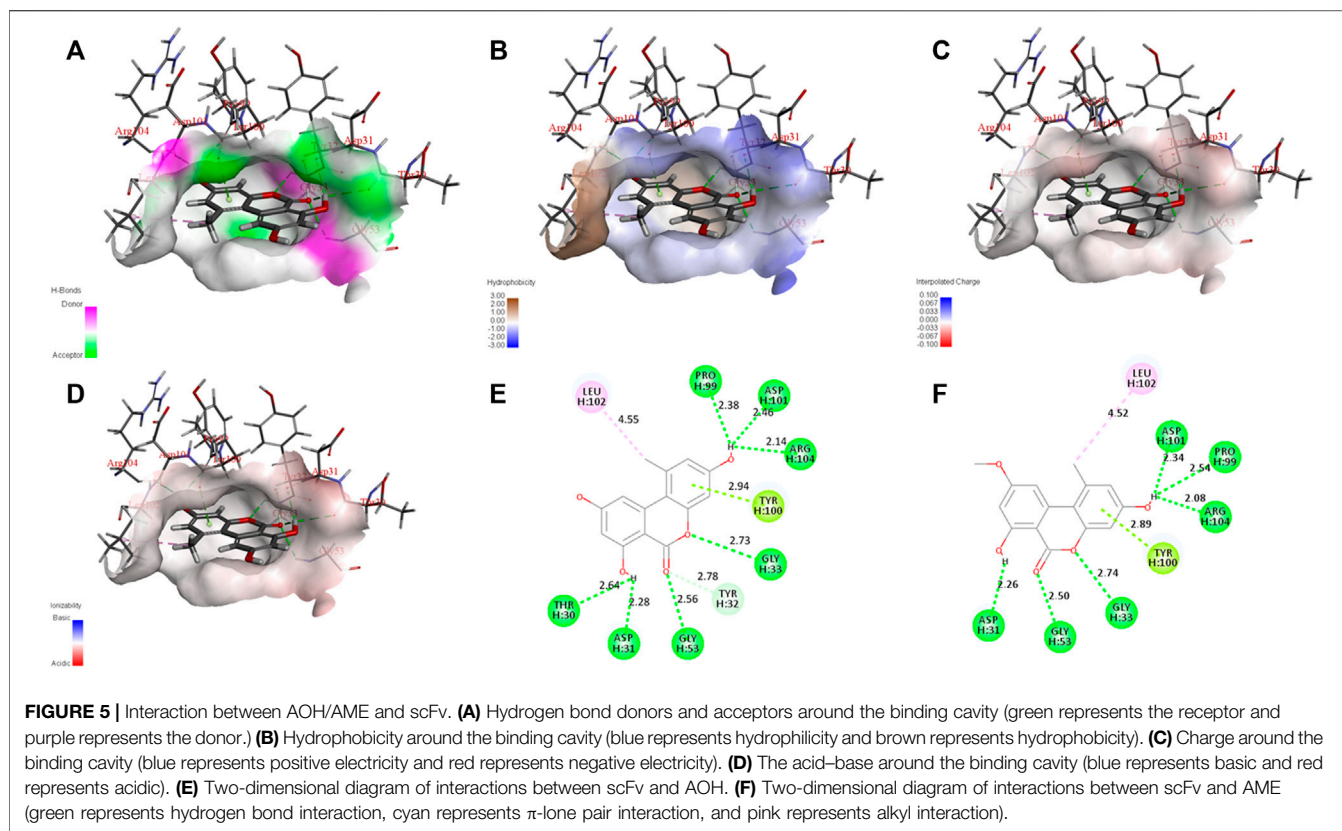 A
Arg104
Asp101
Asp31
H-Bonds
Donor
Acceptor
B
Arg104
Asp101
Asp31
Hydrophobicity
3.00
2.00
1.00
0.00
-1.00
-2.00
-3.00
C
Arg104
Asp101
Asp31
Interpolated Charge
0.100
0.067
0.033
0.000
-0.033
-0.067
-0.100
D
Arg104
Asp101
Asp31
Ionizability
Basic
Acidic
E
LEU
H:102
4.55
PRO
H:99
2.38
ASP
H:101
2.46
ARG
H:104
2.14
H
O
2.94
TYR
H:100
O
O
2.73
GLY
H:33
O
H
O
2.78
TYR
H:32
2.64
THR
H:30
2.28
ASP
H:31
2.56
GLY
H:53
F
LEU
H:102
4.52
ASP
H:101
2.34
PRO
H:99
2.54
ARG
H:104
2.08
H
O
O
2.89
TYR
H:100
O
O
O
H
2.26
ASP
H:31
2.50
GLY
H:53
2.74
GLY
H:33
FIGURE 5 | Interaction between AOH/AME and scFv. (A) Hydrogen bond donors and acceptors around the binding cavity (green represents the receptor and
purple represents the donor.) (B) Hydrophobicity around the binding cavity (blue represents hydrophilicity and brown represents hydrophobicity). (C) Charge around the
binding cavity (blue represents positive electricity and red represents negative electricity). (D) The acid–base around the binding cavity (blue represents basic and red
represents acidic). (E) Two-dimensional diagram of interactions between scFv and AOH. (F) Two-dimensional diagram of interactions between scFv and AME
(green represents hydrogen bond interaction, cyan represents π-lone pair interaction, and pink represents alkyl interaction).